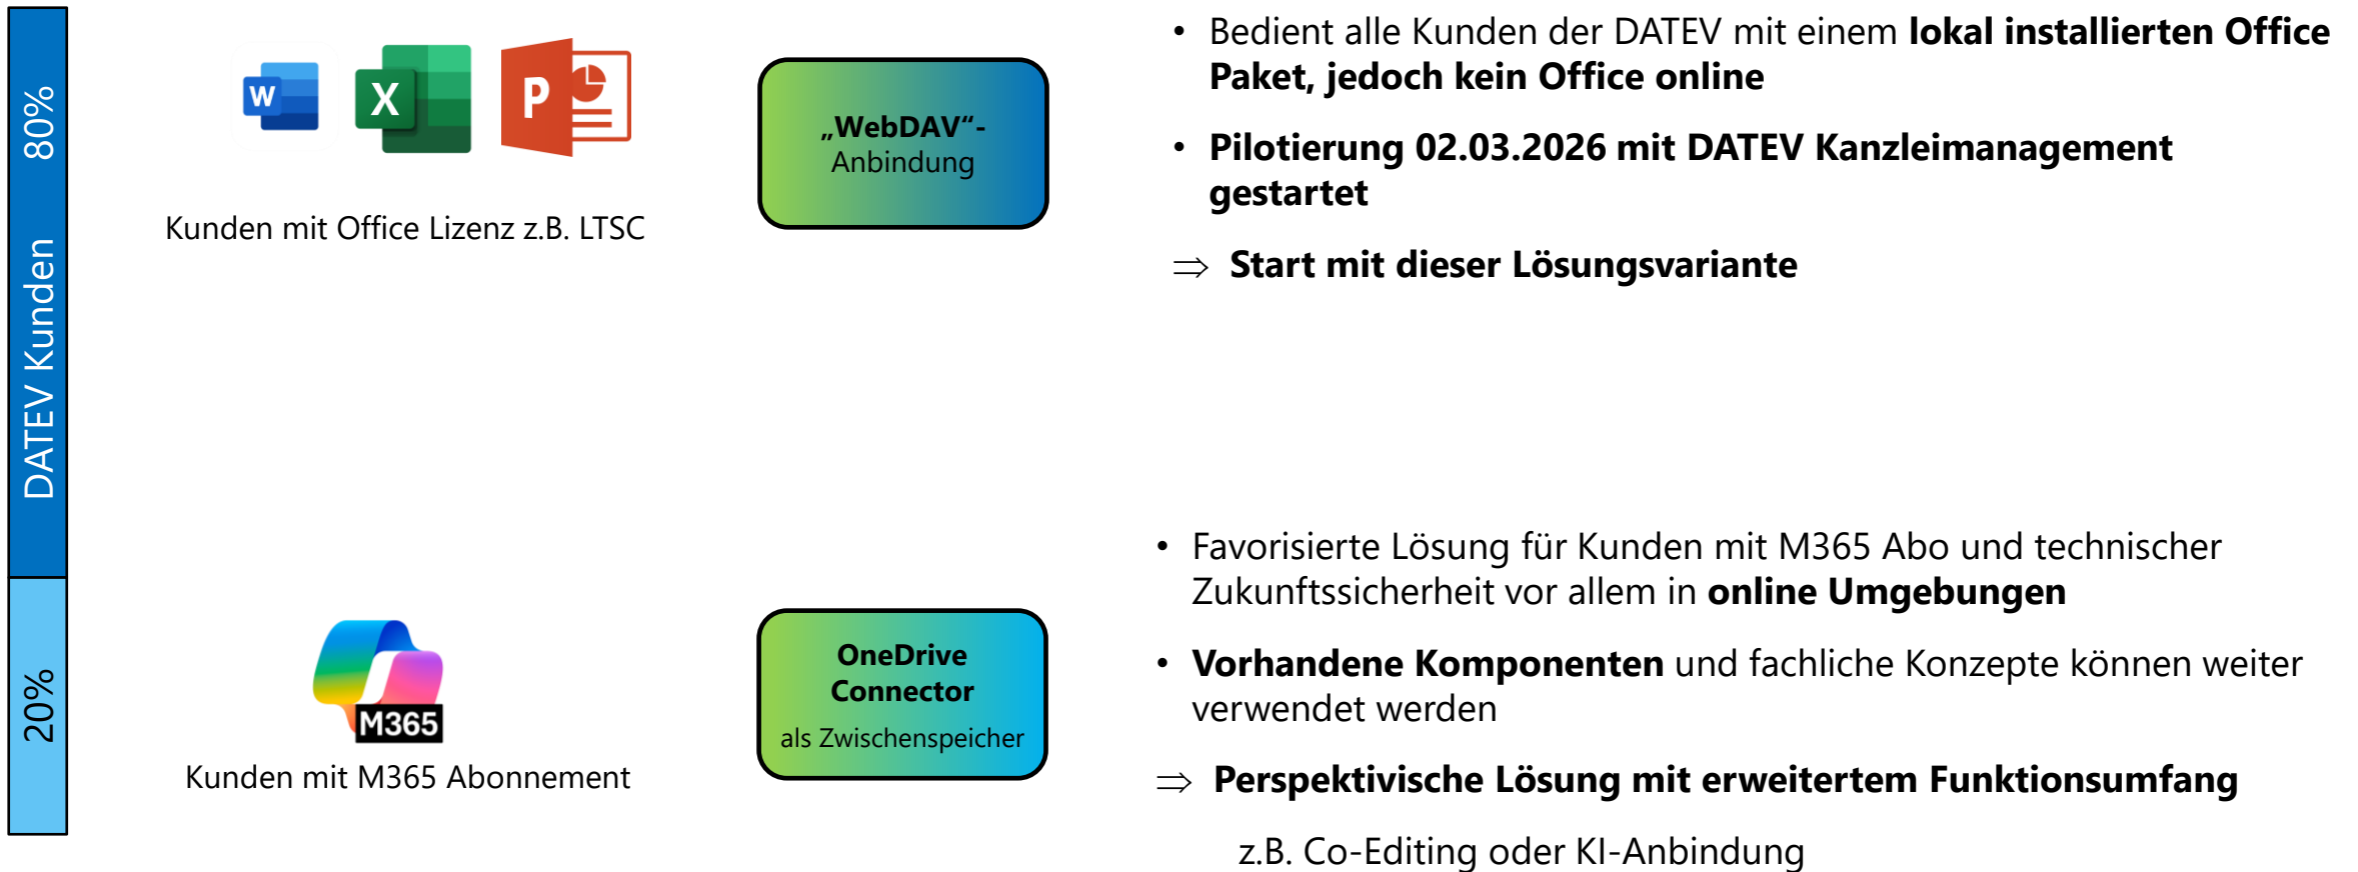 DATEV Kunden 80%
20%
W X P
Kunden mit Office Lizenz z.B. LTSC
„WebDAV“-
Anbindung
• Bedient alle Kunden der DATEV mit einem lokal installierten Office
Paket, jedoch kein Office online
• Pilotierung 02.03.2026 mit DATEV Kanzleimanagement
gestartet
⇒ Start mit dieser Lösungsvariante
M365
Kunden mit M365 Abonnement
OneDrive
Connector
als Zwischenspeicher
• Favorisierte Lösung für Kunden mit M365 Abo und technischer
Zukunftssicherheit vor allem in online Umgebungen
• Vorhandene Komponenten und fachliche Konzepte können weiter
verwendet werden
⇒ Perspektivische Lösung mit erweitertem Funktionsumfang
z.B. Co-Editing oder KI-Anbindung